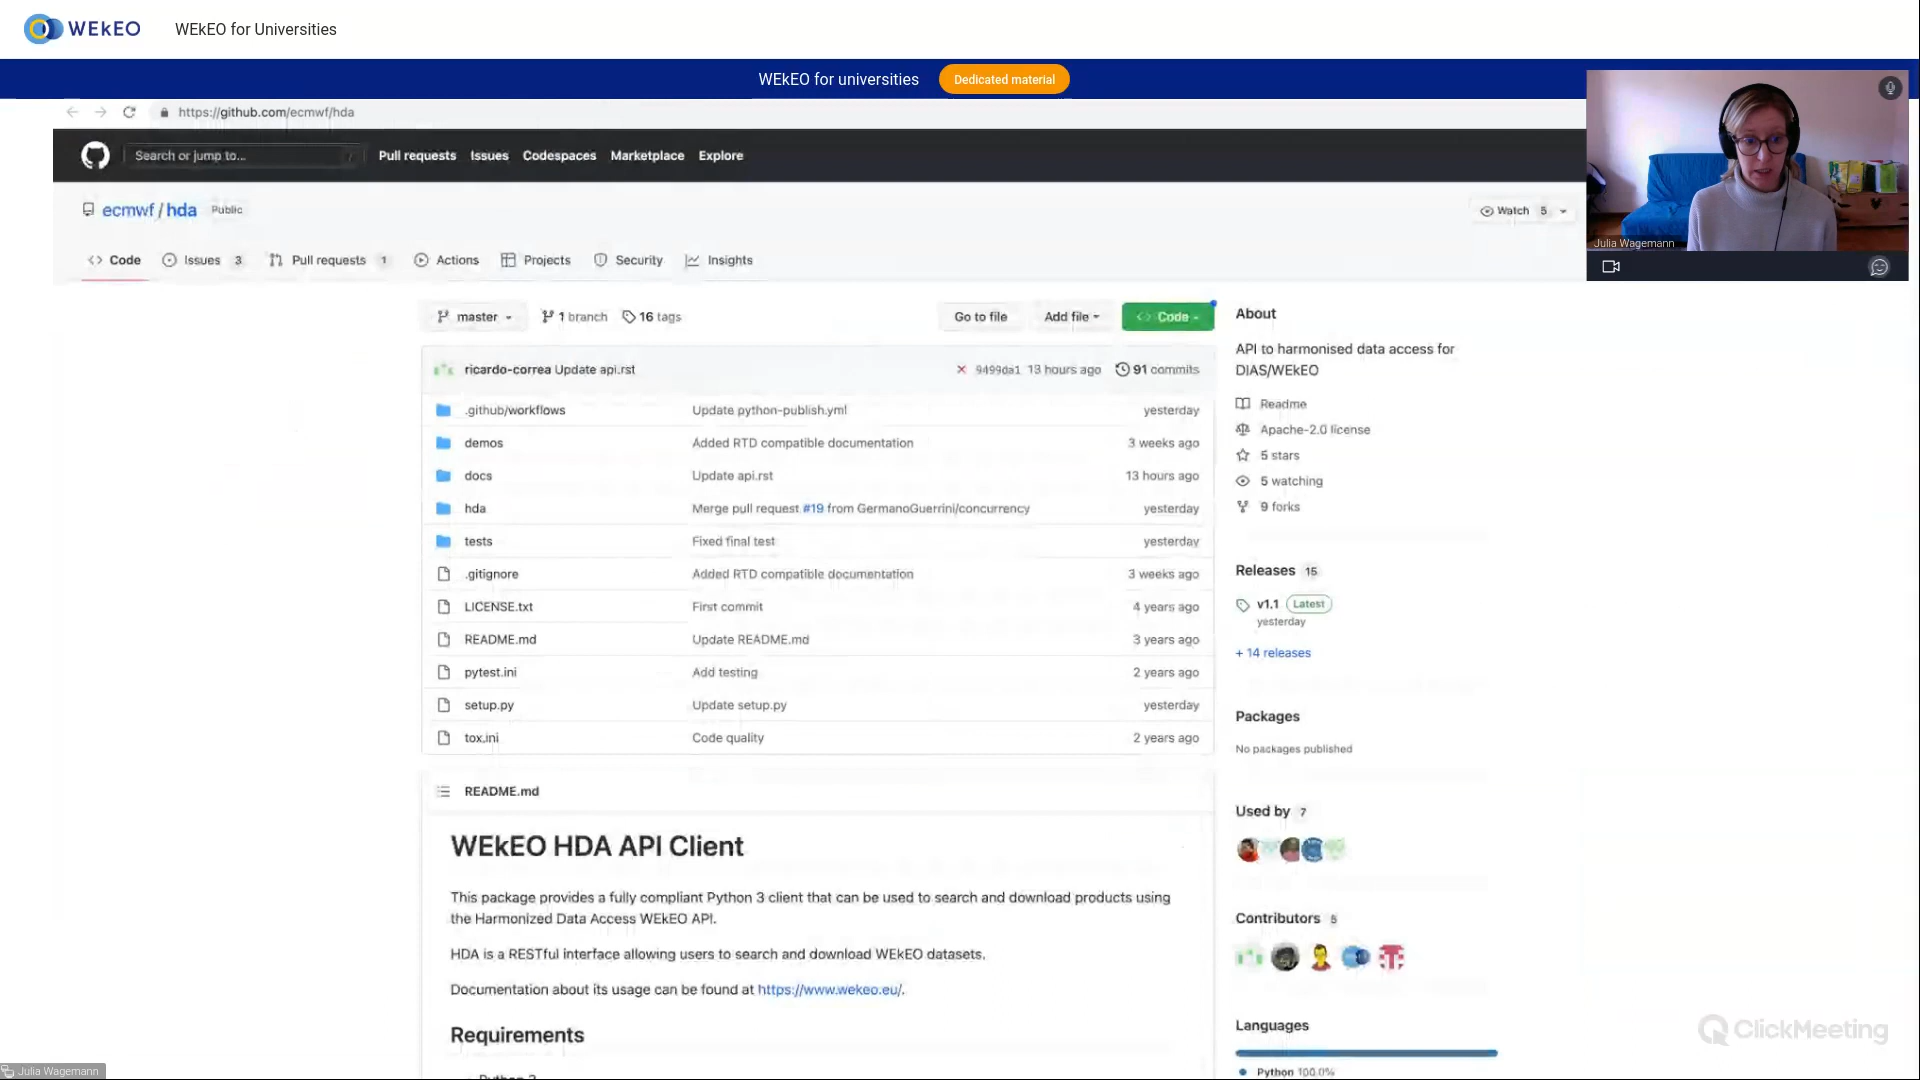 WEkEO
WEkEO for Universities
WEkEO for universities
Dedicated material
https://github.com/ecmwf/hda
Search or jump to...
/
Pull requests
Issues
Codespaces
Marketplace
Explore
ecmwf / hda
Public
Watch 5
Julia Wagemann
Code
Issues 3
Pull requests 1
Actions
Projects
Security
Insights
master
1 branch
16 tags
Go to file
Add file
Code
About
API to harmonised data access for
DIAS/WEkEO
ricardo-correa Update api.rst
9499da1 13 hours ago
91 commits
.github/workflows Update python-publish.yml yesterday
demos Added RTD compatible documentation 3 weeks ago
docs Update api.rst 13 hours ago
hda Merge pull request #19 from GermanoGuerrini/concurrency yesterday
tests Fixed final test yesterday
.gitignore Added RTD compatible documentation 3 weeks ago
LICENSE.txt First commit 4 years ago
README.md Update README.md 3 years ago
pytest.ini Add testing 2 years ago
setup.py Update setup.py yesterday
tox.ini Code quality 2 years ago
Readme
Apache-2.0 license
5 stars
5 watching
9 forks
Releases 15
v1.1 Latest
yesterday
+ 14 releases
Packages
No packages published
Used by 7
Contributors 5
Languages
Python 100.0%
README.md
WEkEO HDA API Client
This package provides a fully compliant Python 3 client that can be used to search and download products using
the Harmonized Data Access WEkEO API.
HDA is a RESTful interface allowing users to search and download WEkEO datasets.
Documentation about its usage can be found at https://www.wekeo.eu/.
Requirements
Python 3
ClickMeeting
Julia Wagemann